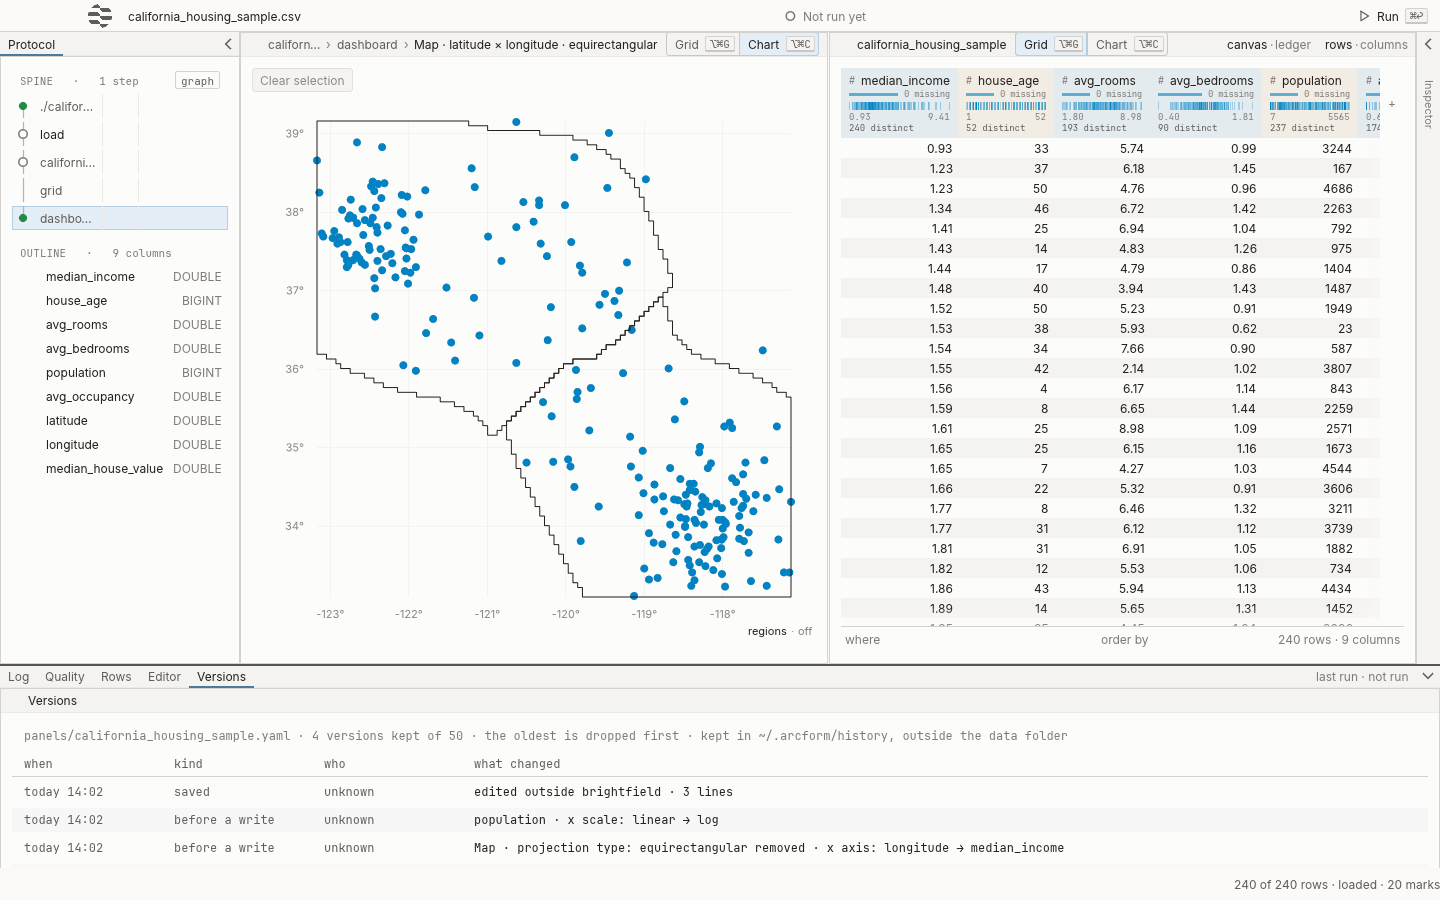 california_housing_sample.csv
Not run yet
Run ⌘⏎
Protocol
californ... › dashboard › Map · latitude × longitude · equirectangular
Grid ⌥⌘G Chart ⌥⌘C
california_housing_sample
Grid ⌥⌘G Chart ⌥⌘C
canvas · ledger rows · columns
SPINE · 1 step graph
./califor...
load
californi...
grid
dashbo...
OUTLINE · 9 columns
median_income DOUBLE
house_age BIGINT
avg_rooms DOUBLE
avg_bedrooms DOUBLE
population BIGINT
avg_occupancy DOUBLE
latitude DOUBLE
longitude DOUBLE
median_house_value DOUBLE
Clear selection
39°
38°
37°
36°
35°
34°
-123° -122° -121° -120° -119° -118°
regions · off
# median_income # house_age # avg_rooms # avg_bedrooms # population # a
0 missing 0 missing 0 missing 0 missing 0 missing
0.93 9.41 1 52 1.80 8.98 0.40 1.81 7 5565 0.6
240 distinct 52 distinct 193 distinct 90 distinct 237 distinct 174
+
0.93 33 5.74 0.99 3244
1.23 37 6.18 1.45 167
1.23 50 4.76 0.96 4686
1.34 46 6.72 1.42 2263
1.41 25 6.94 1.04 792
1.43 14 4.83 1.26 975
1.44 17 4.79 0.86 1404
1.48 40 3.94 1.43 1487
1.52 50 5.23 0.91 1949
1.53 38 5.93 0.62 23
1.54 34 7.66 0.90 587
1.55 42 2.14 1.02 3807
1.56 4 6.17 1.14 843
1.59 8 6.65 1.44 2259
1.61 25 8.98 1.09 2571
1.65 25 6.15 1.16 1673
1.65 7 4.27 1.03 4544
1.66 22 5.32 0.91 3606
1.77 8 6.46 1.32 3211
1.77 31 6.12 1.12 3739
1.81 31 6.91 1.05 1882
1.82 12 5.53 1.06 734
1.86 43 5.94 1.13 4434
1.89 14 5.65 1.31 1452
where order by 240 rows · 9 columns
Inspector
Log Quality Rows Editor Versions
last run · not run
Versions
panels/california_housing_sample.yaml · 4 versions kept of 50 · the oldest is dropped first · kept in ~/.arcform/history, outside the data folder
when kind who what changed
today 14:02 saved unknown edited outside brightfield · 3 lines
today 14:02 before a write unknown population · x scale: linear → log
today 14:02 before a write unknown Map · projection type: equirectangular removed · x axis: longitude → median_income
240 of 240 rows · loaded · 20 marks